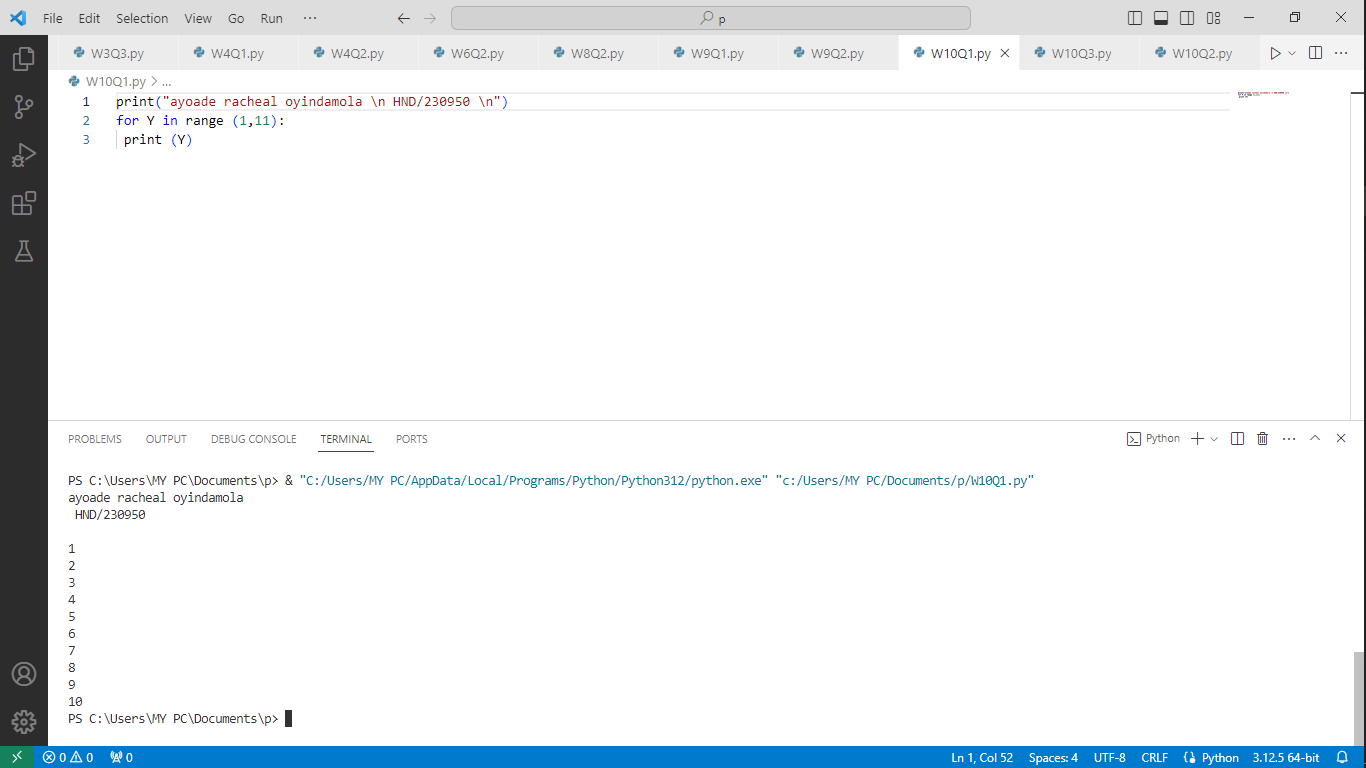 File Edit Selection View Go Run ··· p
W3Q3.py W4Q1.py W4Q2.py W6Q2.py W8Q2.py W9Q1.py W9Q2.py W10Q1.py W10Q3.py W10Q2.py ···
W10Q1.py > ...
1 print("ayoade racheal oyindamola \n HND/230950 \n")
2 for Y in range (1,11):
3 print (Y)
PROBLEMS OUTPUT DEBUG CONSOLE TERMINAL PORTS Python ···
PS C:\Users\MY PC\Documents\p> & "C:/Users/MY PC/AppData/Local/Programs/Python/Python312/python.exe" "c:/Users/MY PC/Documents/p/W10Q1.py"
ayoade racheal oyindamola
HND/230950
1
2
3
4
5
6
7
8
9
10
PS C:\Users\MY PC\Documents\p>
0 0 0 Ln 1, Col 52 Spaces: 4 UTF-8 CRLF Python 3.12.5 64-bit